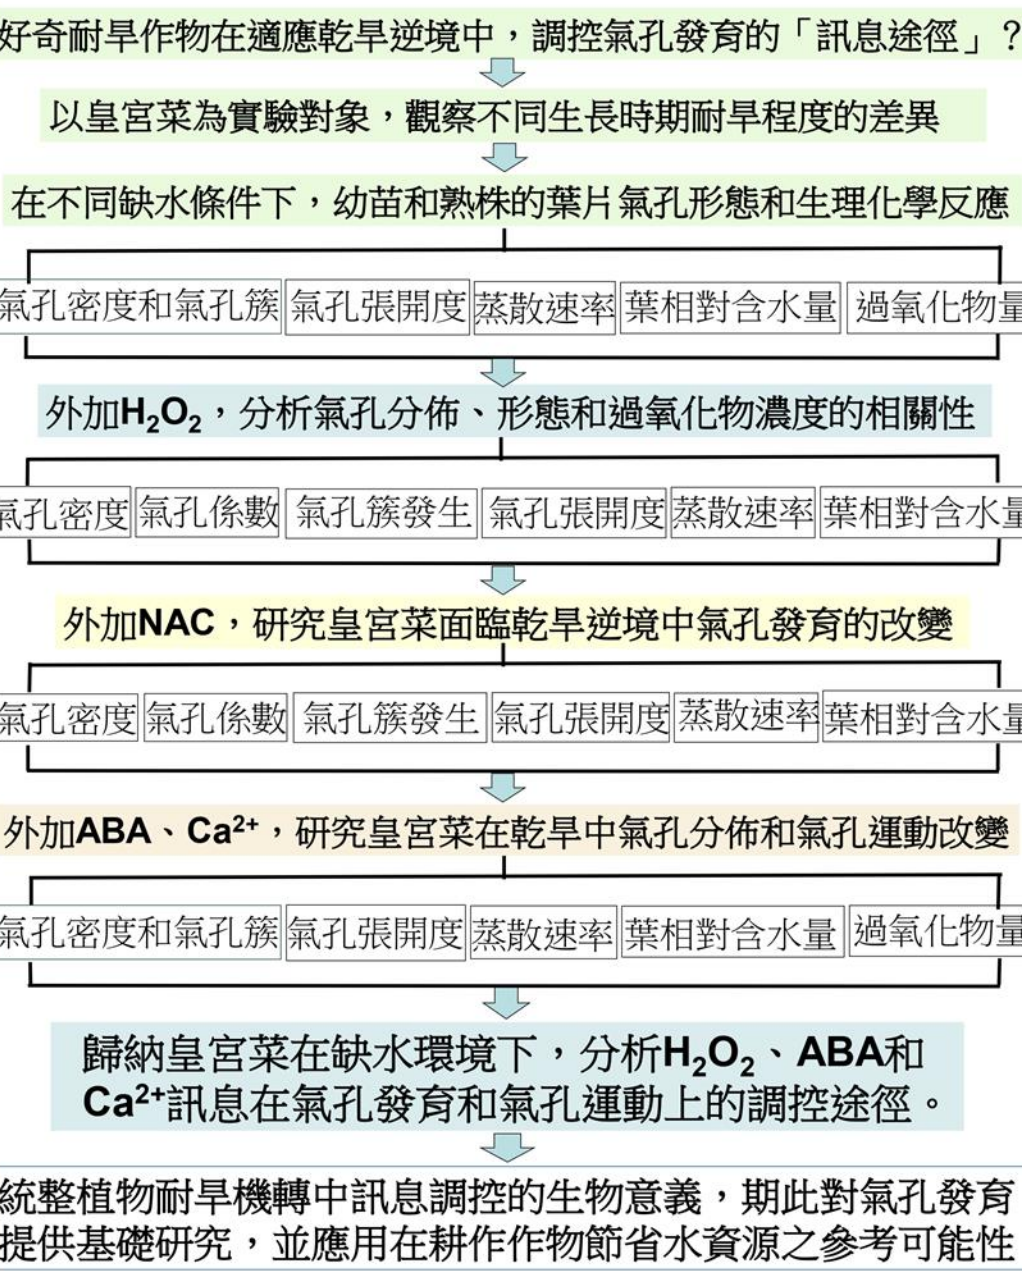 好奇耐旱作物在適應乾旱逆境中，調控氣孔發育的「訊息途徑」？
以皇宮菜為實驗對象，觀察不同生長時期耐旱程度的差異
在不同缺水條件下，幼苗和熟株的葉片氣孔形態和生理化學反應
氣孔密度和氣孔簇 氣孔張開度 蒸散速率 葉相對含水量 過氧化物量
外加H₂O₂，分析氣孔分佈、形態和過氧化物濃度的相關性
氣孔密度 氣孔係數 氣孔簇發生 氣孔張開度 蒸散速率 葉相對含水量
外加NAC，研究皇宮菜面臨乾旱逆境中氣孔發育的改變
氣孔密度 氣孔係數 氣孔簇發生 氣孔張開度 蒸散速率 葉相對含水量
外加ABA、Ca²⁺，研究皇宮菜在乾旱中氣孔分佈和氣孔運動改變
氣孔密度和氣孔簇 氣孔張開度 蒸散速率 葉相對含水量 過氧化物量
歸納皇宮菜在缺水環境下，分析H₂O₂、ABA和
Ca²⁺訊息在氣孔發育和氣孔運動上的調控途徑。
統整植物耐旱機轉中訊息調控的生物意義，期此對氣孔發育
提供基礎研究，並應用在耕作作物節省水資源之參考可能性